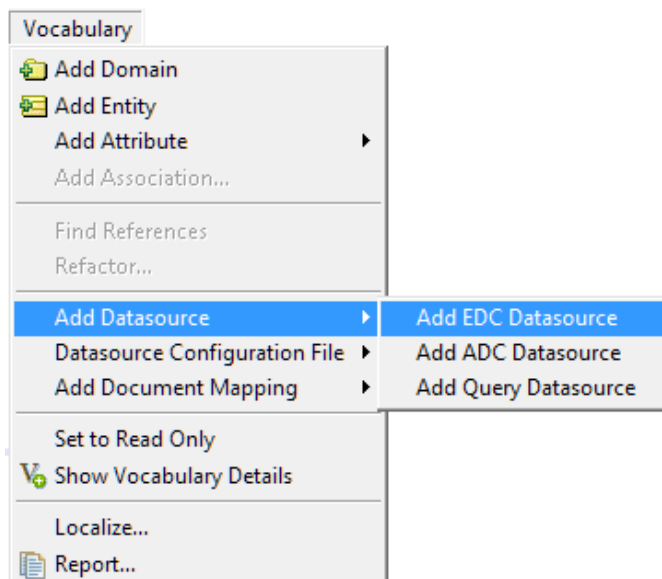 Vocabulary
Add Domain
Add Entity
Add Attribute
Add Association...
Find References
Refactor...
Add Datasource
Add EDC Datasource
Datasource Configuration File
Add ADC Datasource
Add Document Mapping
Add Query Datasource
Set to Read Only
Show Vocabulary Details
Localize...
Report...